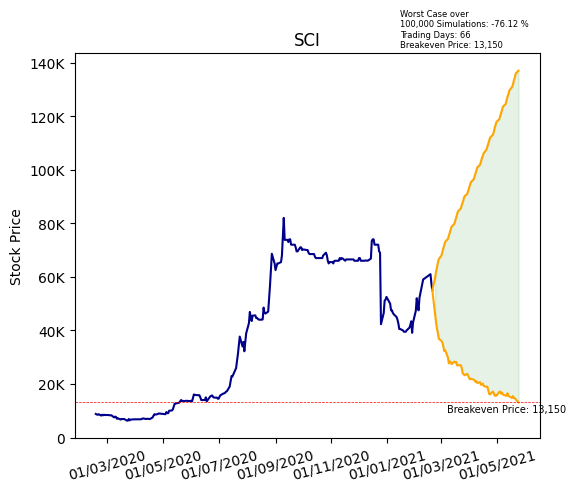 Worst Case over
100,000 Simulations: -76.12 %
Trading Days: 66
Breakeven Price: 13,150
SCI
140K
120K
100K
80K
60K
40K
20K
0
Stock Price
Breakeven Price: 13,150
01/03/2020
01/05/2020
01/07/2020
01/09/2020
01/11/2020
01/01/2021
01/03/2021
01/05/2021